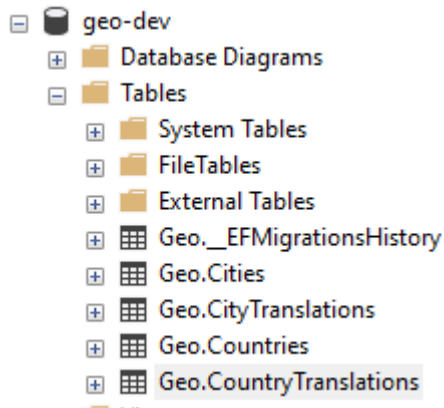 geo-dev
Database Diagrams
Tables
System Tables
FileTables
External Tables
Geo.__EFMigrationsHistory
Geo.Cities
Geo.CityTranslations
Geo.Countries
Geo.CountryTranslations